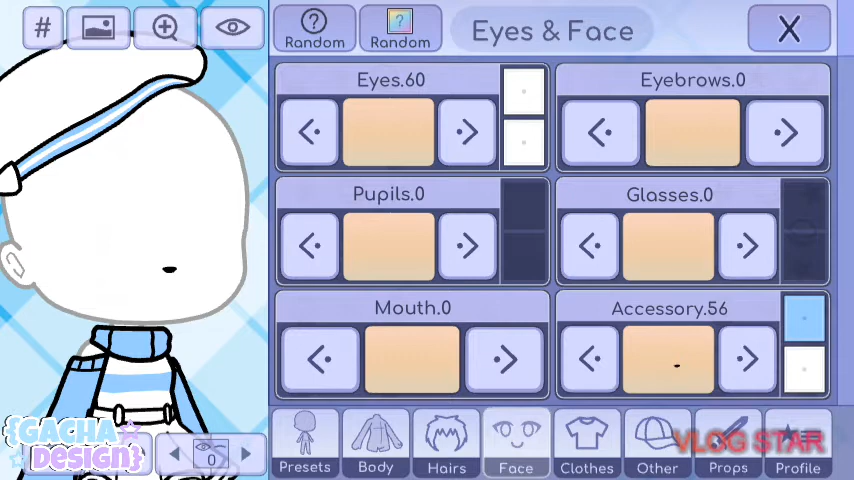 #
? Random
? Random
Eyes & Face
X
Eyes.60
Eyebrows.0
Pupils.0
Glasses.0
Mouth.0
Accessory.56
{GACHA
DESIGN}
0
Presets
Body
Hairs
Face
Clothes
Other
Props
Profile
VLOG STAR